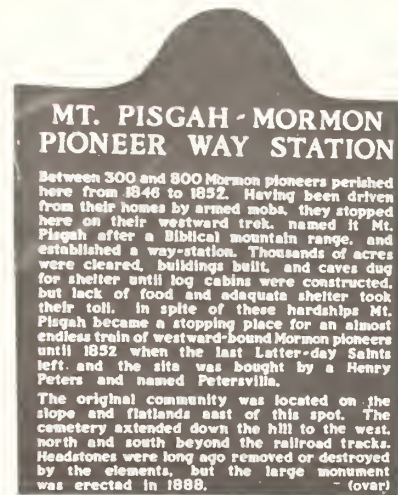 MT. PISGAH - MORMON
PIONEER WAY STATION
Between 300 and 800 Mormon pioneers perished
here from 1846 to 1852. Having been driven
from their homes by armed mobs, they stopped
here on their westward trek, named it Mt.
Pisgah after a Biblical mountain range, and
established a way-station. Thousands of acres
were cleared, buildings built, and caves dug
for shelter until log cabins were constructed,
but lack of food and adequate shelter took
their toll. In spite of these hardships Mt.
Pisgah became a stopping place for an almost
endless train of westward-bound Mormon pioneers
until 1852 when the last Latter-day Saints
left and the site was bought by a Henry
Peters and named Petersville.
The original community was located on the
slope and flatlands east of this spot. The
cemetery extended down the hill to the west,
north and south beyond the railroad tracks.
Headstones were long ago removed or destroyed
by the elements, but the large monument
was erected in 1888. - (over)